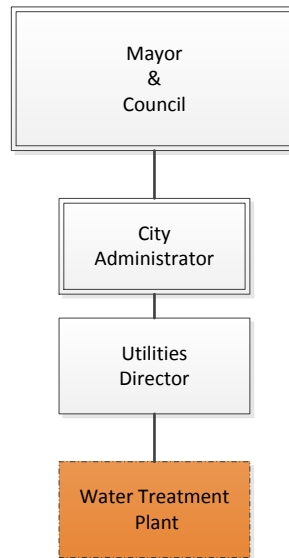 Mayor
&
Council
City
Administrator
Utilities
Director
Water Treatment
Plant